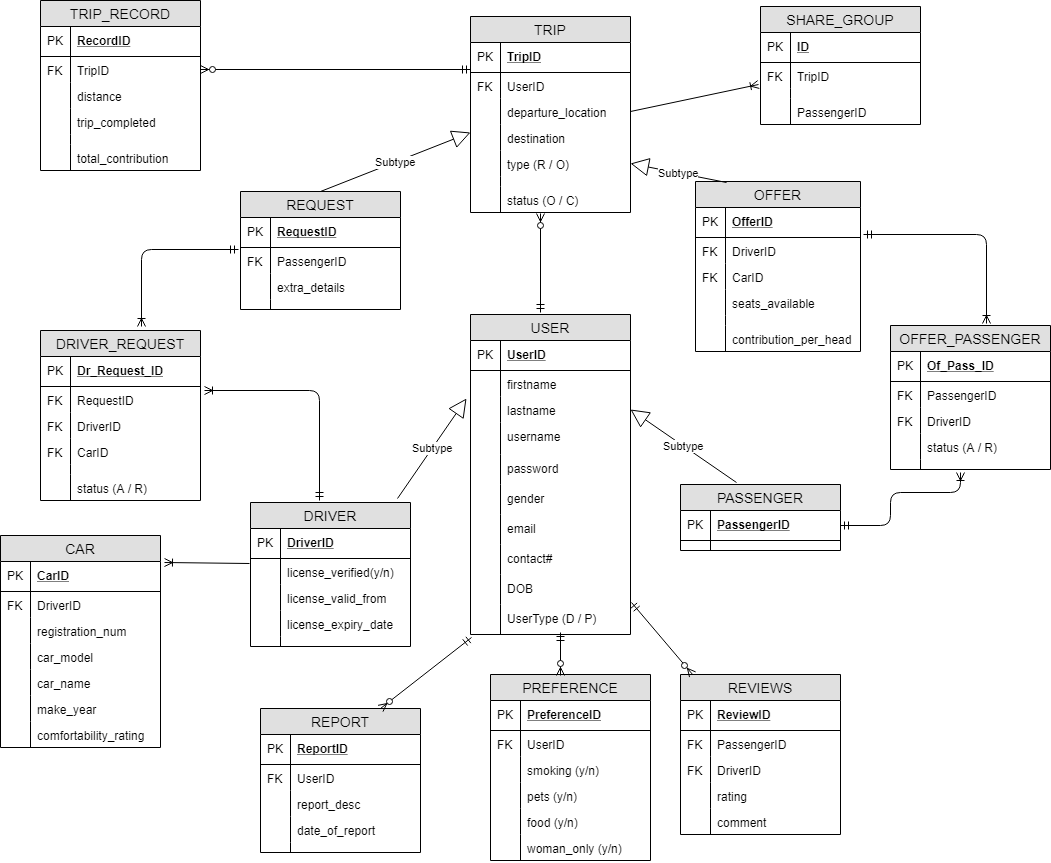 TRIP_RECORD
PK RecordID
FK TripID
distance
trip_completed
total_contribution
TRIP
PK TripID
FK UserID
departure_location
destination
type (R / O)
status (O / C)
SHARE_GROUP
PK ID
FK TripID
PassengerID
Subtype
Subtype
REQUEST
PK RequestID
FK PassengerID
extra_details
OFFER
PK OfferID
FK DriverID
FK CarID
seats_available
contribution_per_head
DRIVER_REQUEST
PK Dr_Request_ID
FK RequestID
FK DriverID
FK CarID
status (A / R)
USER
PK UserID
firstname
lastname
username
password
gender
email
contact#
DOB
UserType (D / P)
OFFER_PASSENGER
PK Of_Pass_ID
FK PassengerID
FK DriverID
status (A / R)
Subtype
Subtype
PASSENGER
PK PassengerID
DRIVER
PK DriverID
license_verified(y/n)
license_valid_from
license_expiry_date
CAR
PK CarID
FK DriverID
registration_num
car_model
car_name
make_year
comfortability_rating
REPORT
PK ReportID
FK UserID
report_desc
date_of_report
PREFERENCE
PK PreferenceID
FK UserID
smoking (y/n)
pets (y/n)
food (y/n)
woman_only (y/n)
REVIEWS
PK ReviewID
FK PassengerID
FK DriverID
rating
comment